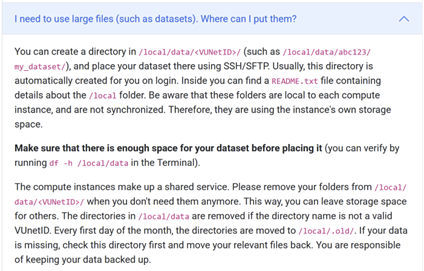 I need to use large files (such as datasets). Where can I put them?
You can create a directory in /local/data/<VUNetID>/ (such as /local/data/abc123/
my_dataset/), and place your dataset there using SSH/SFTP. Usually, this directory is
automatically created for you on login. Inside you can find a README.txt file containing
details about the /local folder. Be aware that these folders are local to each compute
instance, and are not synchronized. Therefore, they are using the instance's own storage
space.
Make sure that there is enough space for your dataset before placing it (you can verify by
running df -h /local/data in the Terminal).
The compute instances make up a shared service. Please remove your folders from /local/
data/<VUNetID>/ when you don't need them anymore. This way, you can leave storage space
for others. The directories in /local/data are removed if the directory name is not a valid
VUnetID. Every first day of the month, the directories are moved to /local/.old/. If your data
is missing, check this directory first and move your relevant files back. You are responsible
of keeping your data backed up.